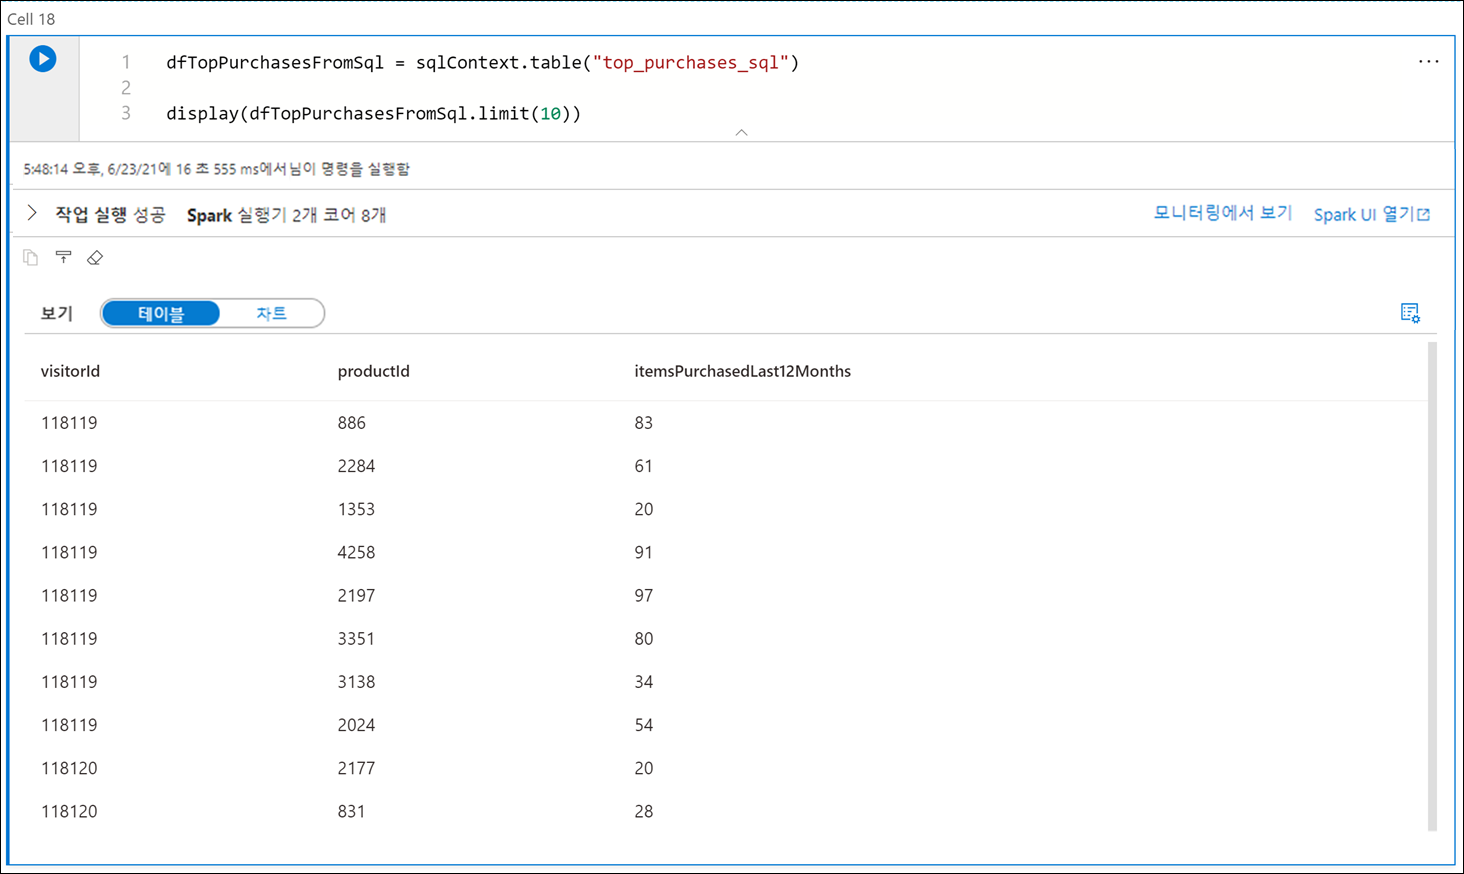 Cell 18
1 dfTopPurchasesFromSql = sqlContext.table("top_purchases_sql")
2
3 display(dfTopPurchasesFromSql.limit(10))
5:48:14 오후, 6/23/21에 16 초 555 ms에서님이 명령을 실행함
작업 실행 성공 Spark 실행기 2개 코어 8개 모니터링에서 보기 Spark UI 열기
보기 테이블 차트
visitorId productId itemsPurchasedLast12Months
118119 886 83
118119 2284 61
118119 1353 20
118119 4258 91
118119 2197 97
118119 3351 80
118119 3138 34
118119 2024 54
118120 2177 20
118120 831 28